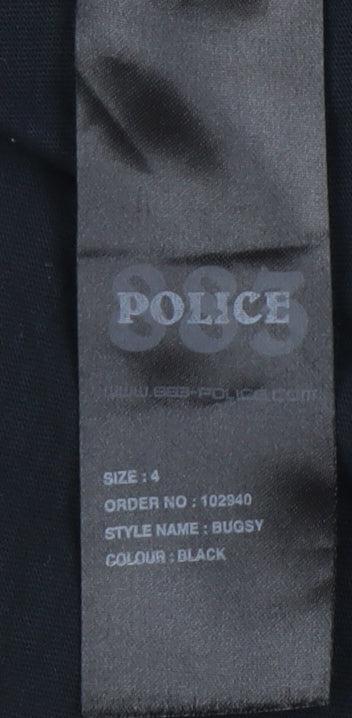 883
POLICE
www.883-police.com
SIZE : 4
ORDER NO : 102940
STYLE NAME : BUGSY
COLOUR : BLACK